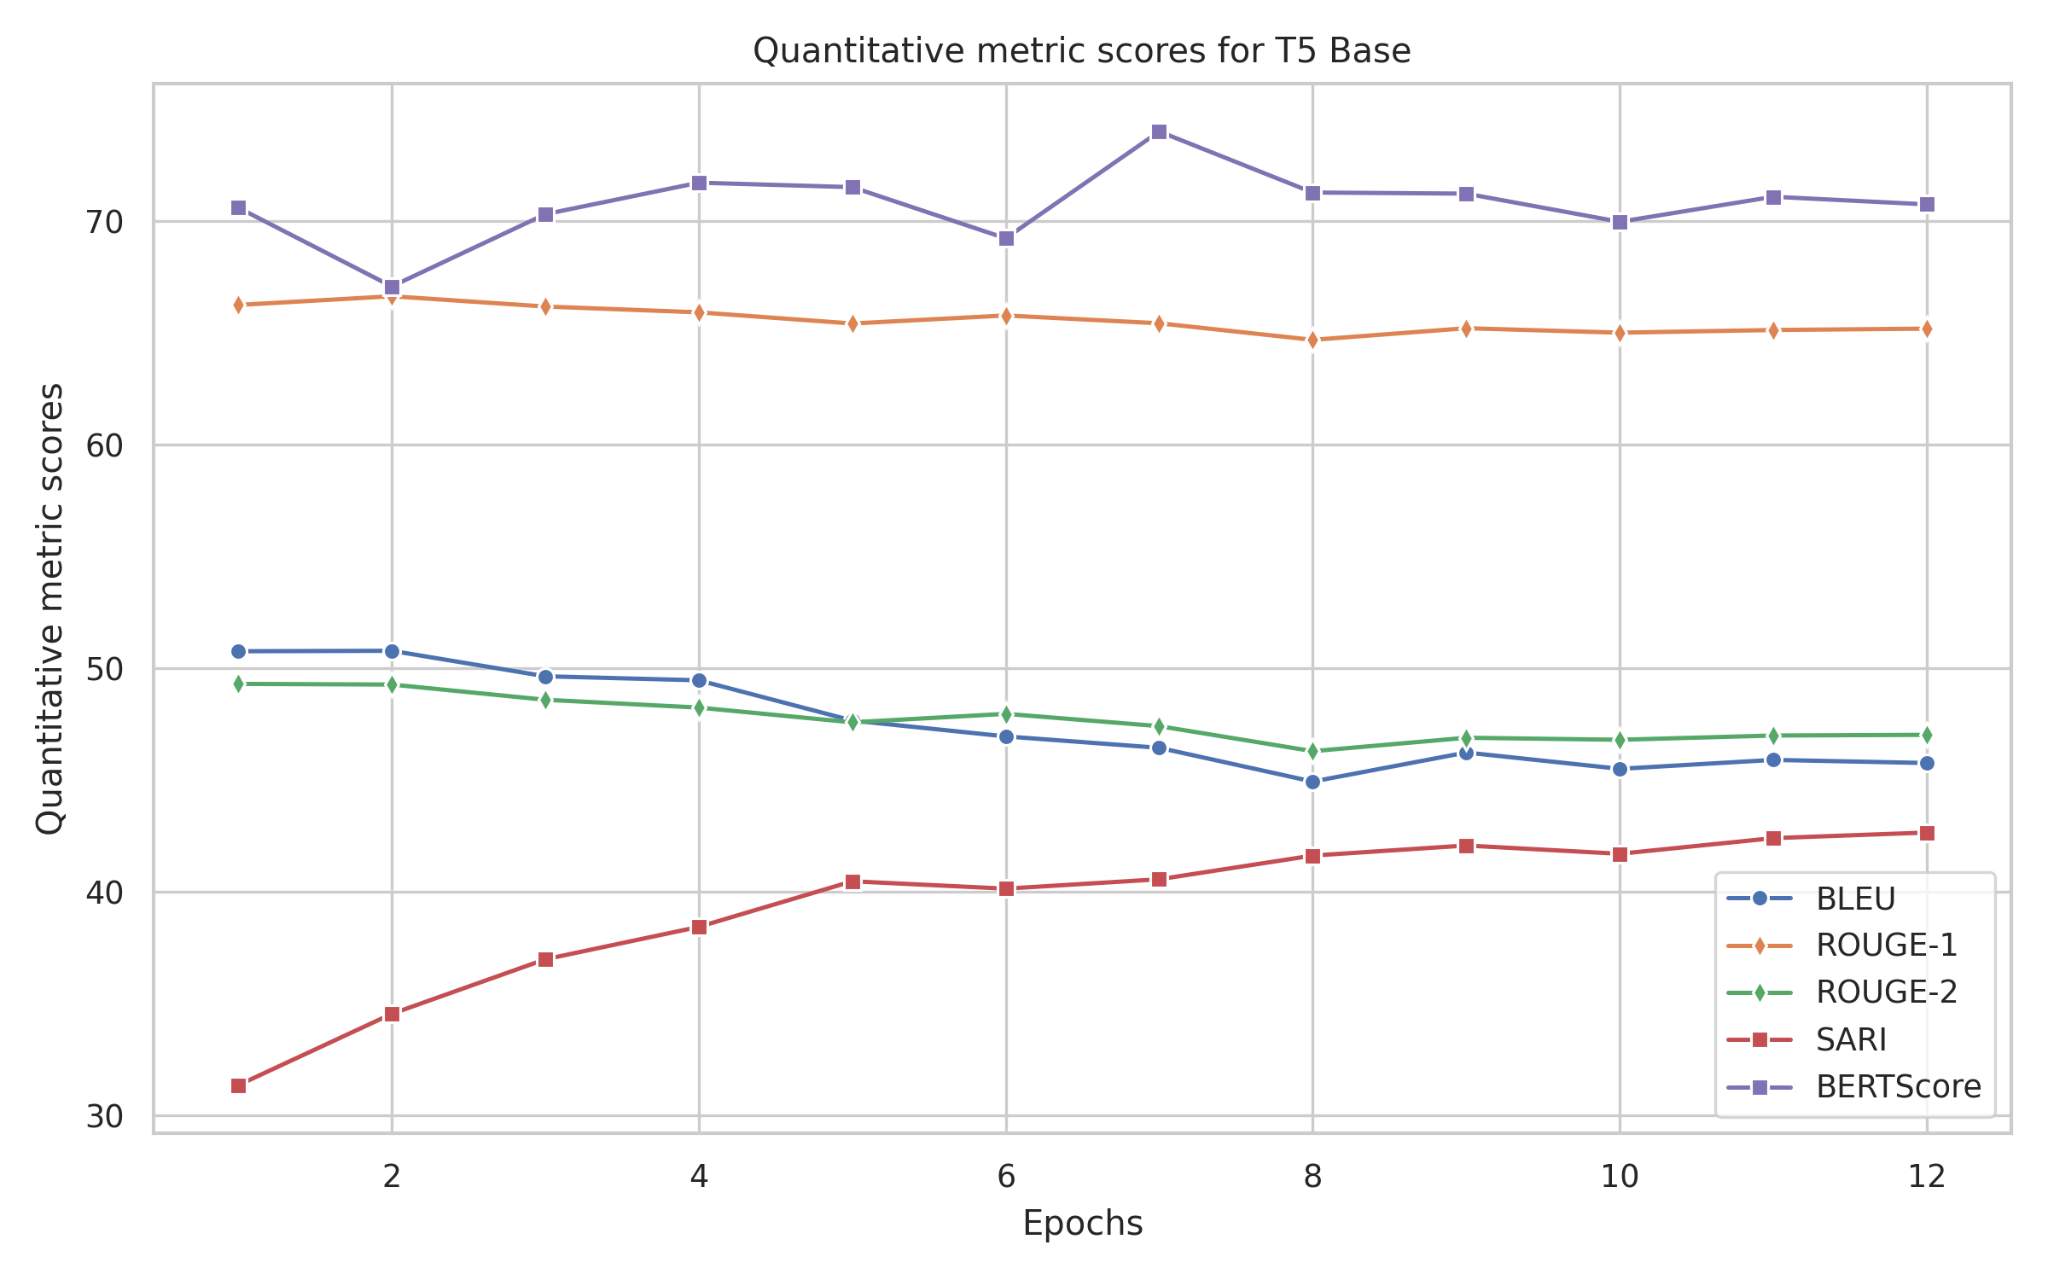 Quantitative metric scores for T5 Base
Quantitative metric scores
70
60
50
40
30
2
4
6
8
10
12
Epochs
BLEU
ROUGE-1
ROUGE-2
SARI
BERTScore